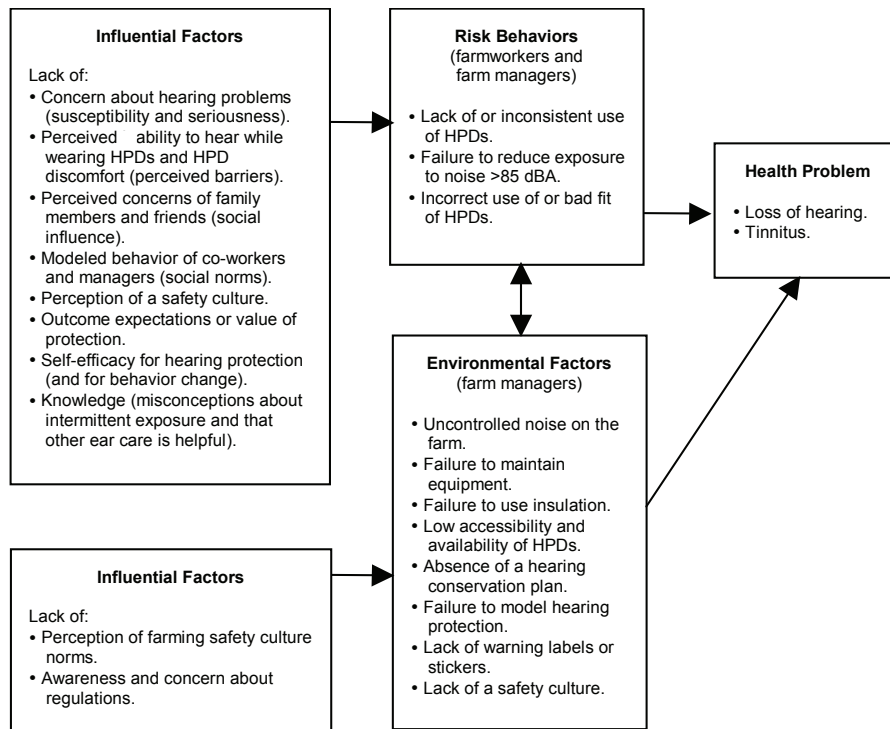 Influential Factors
Lack of:
• Concern about hearing problems
(susceptibility and seriousness).
• Perceived ability to hear while
wearing HPDs and HPD
discomfort (perceived barriers).
• Perceived concerns of family
members and friends (social
influence).
• Modeled behavior of co-workers
and managers (social norms).
• Perception of a safety culture.
• Outcome expectations or value of
protection.
• Self-efficacy for hearing protection
(and for behavior change).
• Knowledge (misconceptions about
intermittent exposure and that
other ear care is helpful).
Risk Behaviors
(farmworkers and
farm managers)
• Lack of or inconsistent use
of HPDs.
• Failure to reduce exposure
to noise >85 dBA.
• Incorrect use of or bad fit
of HPDs.
Health Problem
• Loss of hearing.
• Tinnitus.
Influential Factors
Lack of:
• Perception of farming safety culture
norms.
• Awareness and concern about
regulations.
Environmental Factors
(farm managers)
• Uncontrolled noise on the
farm.
• Failure to maintain
equipment.
• Failure to use insulation.
• Low accessibility and
availability of HPDs.
• Absence of a hearing
conservation plan.
• Failure to model hearing
protection.
• Lack of warning labels or
stickers.
• Lack of a safety culture.